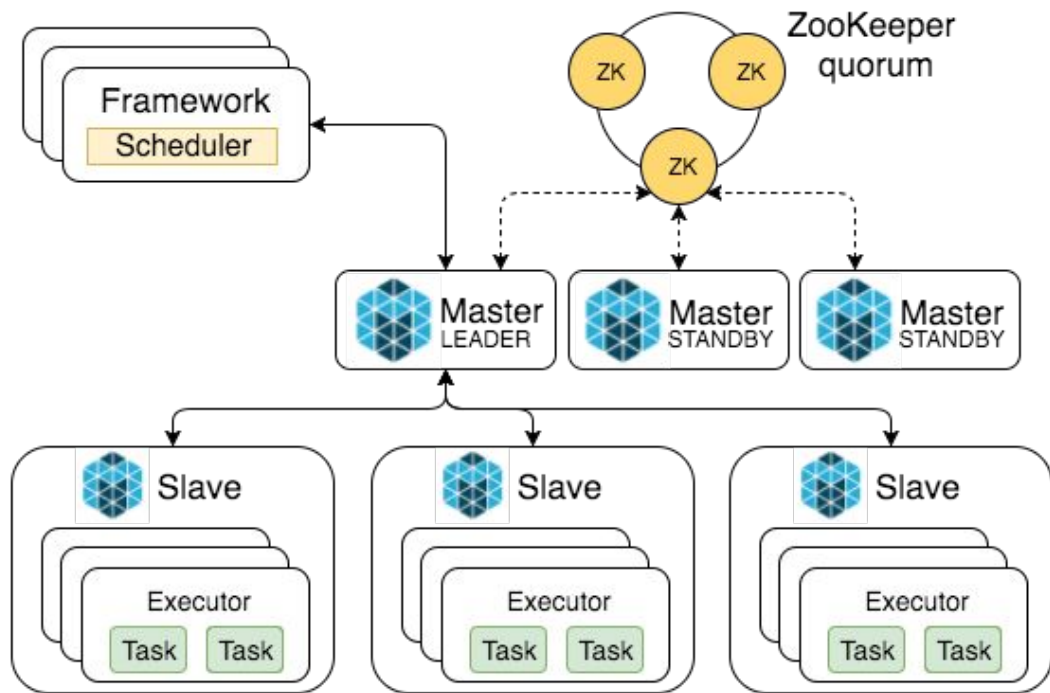 Framework
Scheduler
ZooKeeper
quorum
ZK
ZK
ZK
Master
LEADER
Master
STANDBY
Master
STANDBY
Slave
Executor
Task Task
Slave
Executor
Task Task
Slave
Executor
Task Task